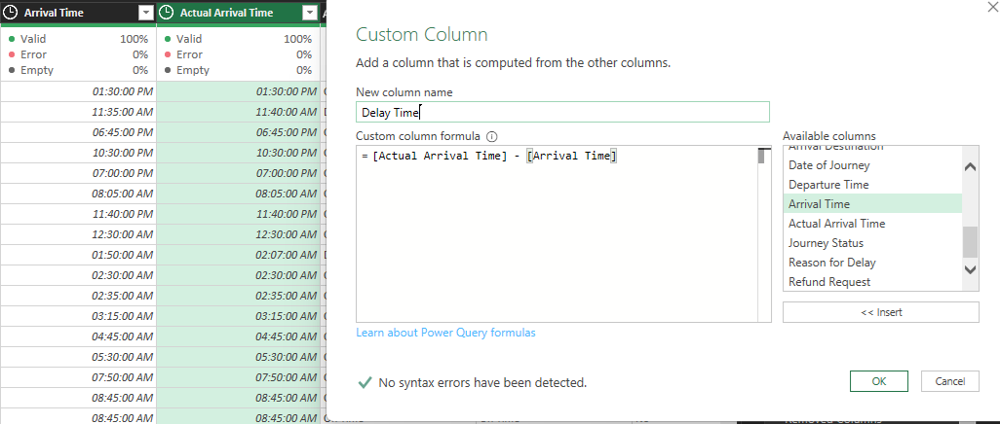 Arrival Time
Actual Arrival Time
Valid 100%
Error 0%
Empty 0%
Valid 100%
Error 0%
Empty 0%
01:30:00 PM 01:30:00 PM
11:35:00 AM 11:40:00 AM
06:45:00 PM 06:45:00 PM
10:30:00 PM 10:30:00 PM
07:00:00 PM 07:00:00 PM
08:05:00 AM 08:05:00 AM
11:40:00 PM 11:40:00 PM
12:30:00 AM 12:30:00 AM
01:50:00 AM 02:07:00 AM
02:30:00 AM 02:30:00 AM
02:35:00 AM 02:35:00 AM
03:15:00 AM 03:15:00 AM
04:45:00 AM 04:45:00 AM
05:30:00 AM 05:30:00 AM
07:50:00 AM 07:50:00 AM
08:45:00 AM 08:45:00 AM
08:45:00 AM 08:45:00 AM
Custom Column
Add a column that is computed from the other columns.
New column name
Delay Time
Custom column formula
= [Actual Arrival Time] - [Arrival Time]
Available columns
Arrival Destination
Date of Journey
Departure Time
Arrival Time
Actual Arrival Time
Journey Status
Reason for Delay
Refund Request
<< Insert
Learn about Power Query formulas
No syntax errors have been detected.
OK
Cancel